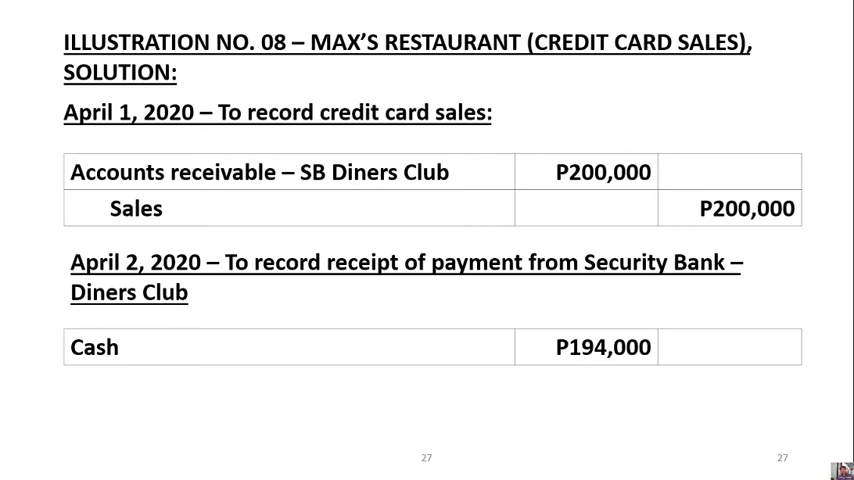 ILLUSTRATION NO. 08 – MAX'S RESTAURANT (CREDIT CARD SALES),
SOLUTION:
April 1, 2020 – To record credit card sales:
Accounts receivable – SB Diners Club P200,000
Sales P200,000
April 2, 2020 – To record receipt of payment from Security Bank –
Diners Club
Cash P194,000
27 27